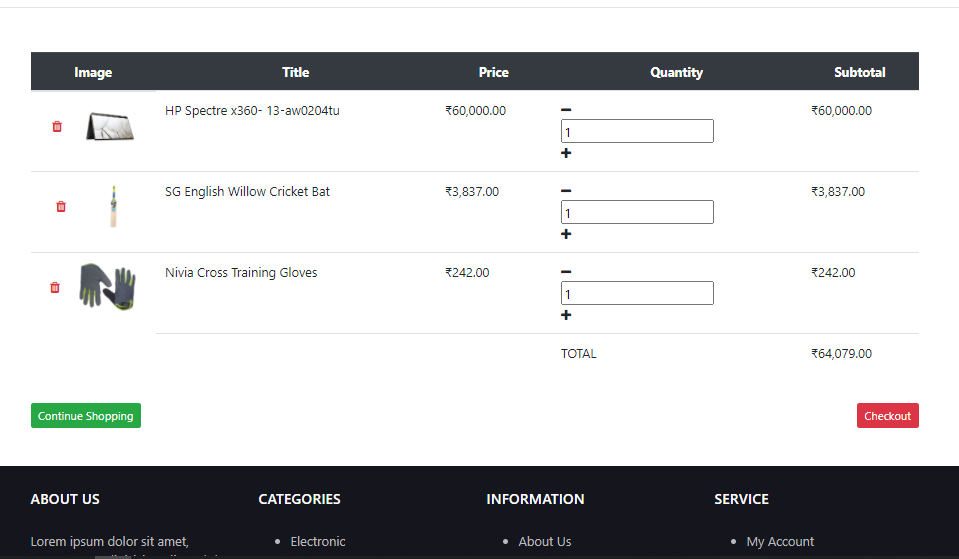 Image Title Price Quantity Subtotal
HP Spectre x360- 13-aw0204tu ₹60,000.00 1 ₹60,000.00
SG English Willow Cricket Bat ₹3,837.00 1 ₹3,837.00
Nivia Cross Training Gloves ₹242.00 1 ₹242.00
TOTAL ₹64,079.00
Continue Shopping Checkout
ABOUT US CATEGORIES INFORMATION SERVICE
Lorem ipsum dolor sit amet, Electronic About Us My Account